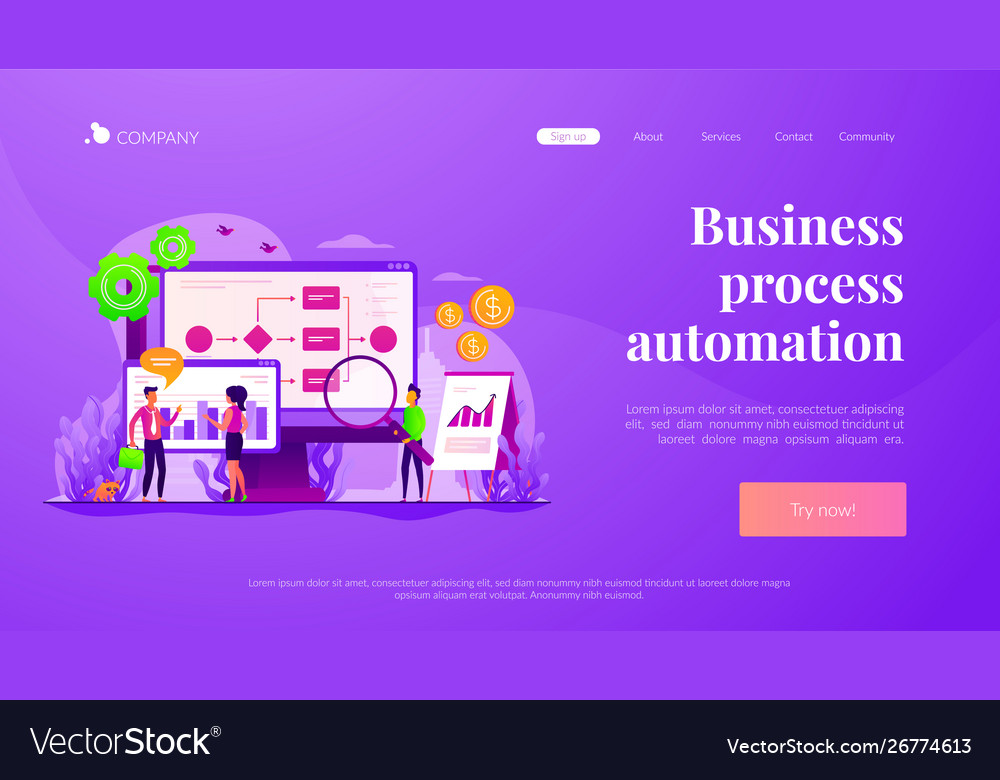 COMPANY
Sign up About Services Contact Community
Business
process
automation
Lorem ipsum dolor sit amet, consectetuer adipiscing
elit, sed diam nonummy nibh euismod tincidunt ut
laoreet dolore magna opsisum aliquam erat.
Try now!
Lorem ipsum dolor sit amet, consectetuer adipiscing elit, sed diam nonummy nibh euismod tincidunt ut laoreet dolore magna
opsisum aliquam erat volutpat. Anonummy nibh euismod.
VectorStock®
VectorStock.com/26774613